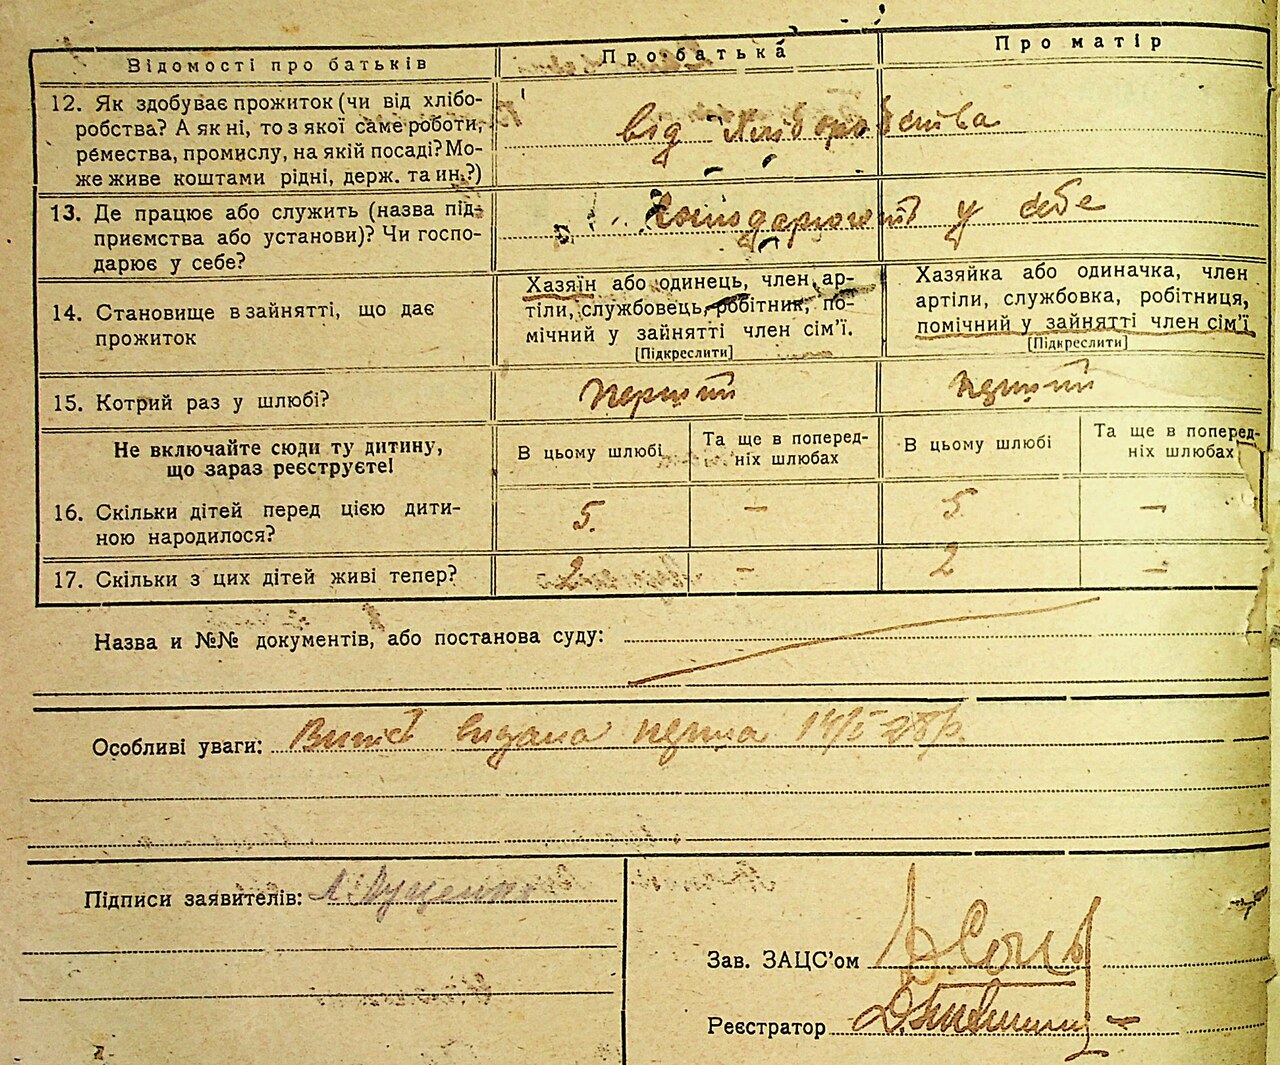 Відомості про батьків Про батька Про матір
12. Як здобуває прожиток (чи від хлібо-
робства? А як ні, то з якої саме роботи,
ремества, промислу, на якій посаді? Мо-
же живе коштами рідні, держ. та ин.?)
від хліборобства
13. Де працює або служить (назва під-
приємства або установи)? Чи госпо-
дарює у себе?
господарюють у себе
14. Становище в зайнятті, що дає
прожиток
Хазяїн або одинець, член ар-
тіли, службовець, робітник, по-
мічний у зайнятті член сім’ї.
[Підкреслити]
Хазяйка або одиначка, член
артіли, службовка, робітниця,
помічний у зайнятті член сім’ї
[Підкреслити]
15. Котрий раз у шлюбі?
Не включайте сюди ту дитину,
що зараз реєструєте!
В цьому шлюбі
Та ще в поперед-
ніх шлюбах
В цьому шлюбі
Та ще в поперед-
ніх шлюбах
16. Скільки дітей перед цією дити-
ною народилося?
5. — 5 —
17. Скільки з цих дітей живі тепер? 2 — 2 —
Назва и №№ документів, або постанова суду:
Особливі уваги: видана перша 14/I–28р.
Підписи заявителів: Луценко
Зав. ЗАЦС’ом
Реєстратор